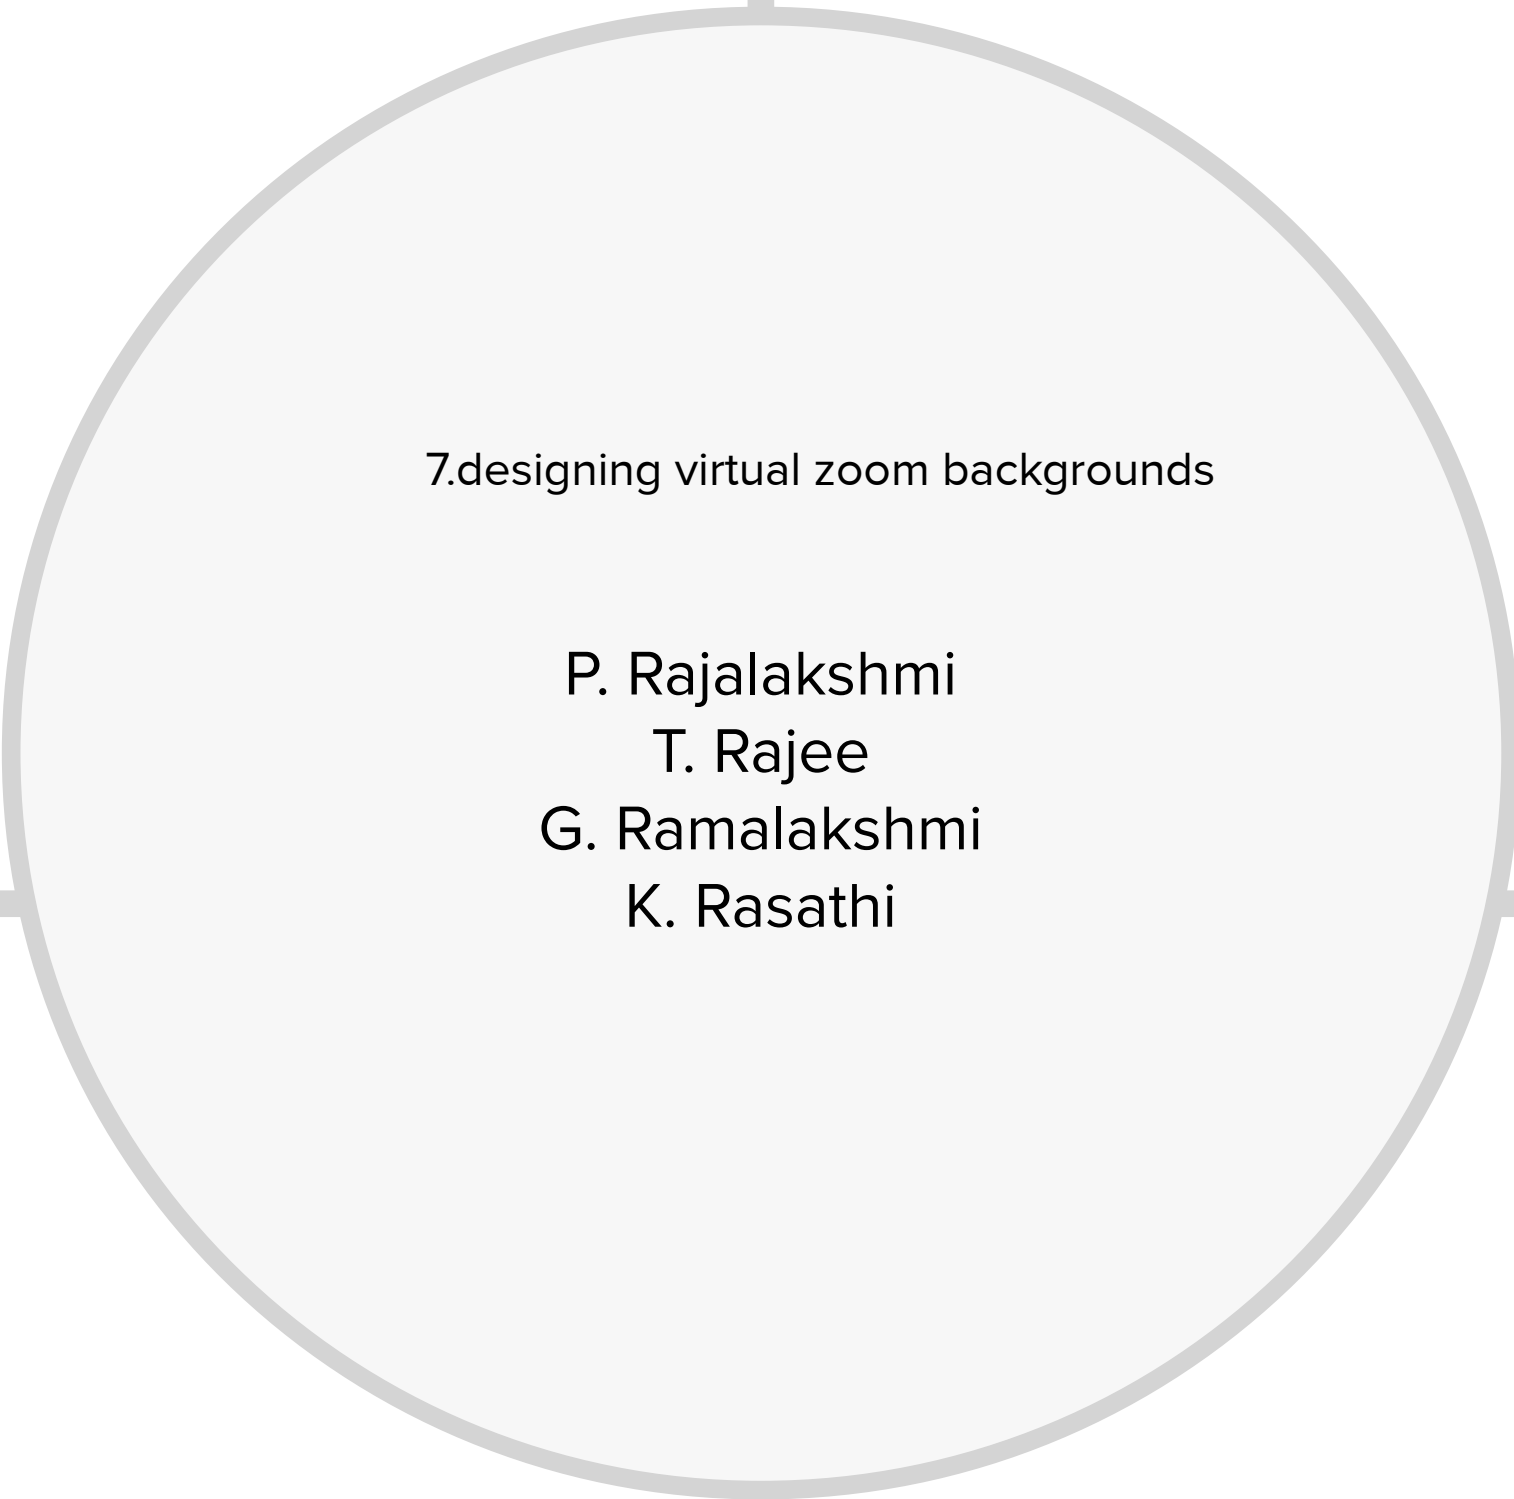 7.designing virtual zoom backgrounds
P. Rajalakshmi
T. Rajee
G. Ramalakshmi
K. Rasathi